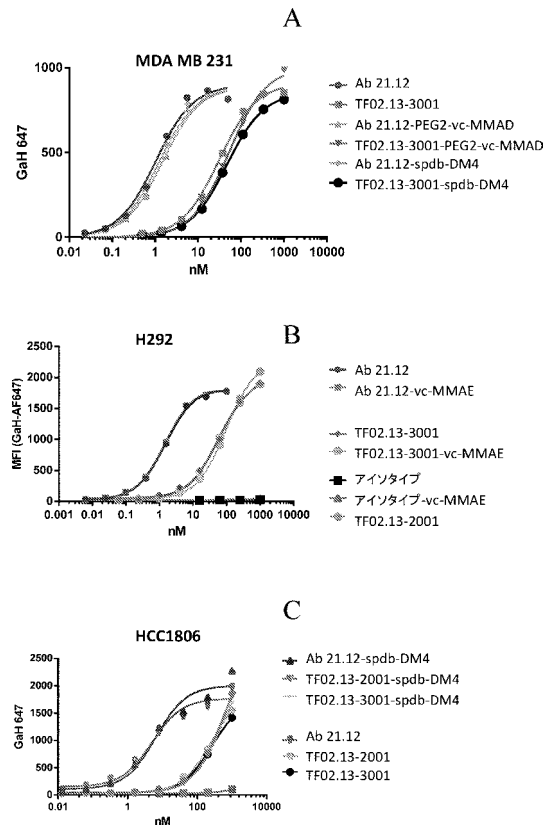 A
MDA MB 231
GaH 647
1000
500
0
0.01 0.1 1 10 100 1000 10000
nM
Ab 21.12
TF02.13-3001
Ab 21.12-PEG2-vc-MMAD
TF02.13-3001-PEG2-vc-MMAD
Ab 21.12-spdb-DM4
TF02.13-3001-spdb-DM4
B
H292
MFI (GaH-AF647)
2500
2000
1500
1000
500
0
0.001 0.01 0.1 1 10 100 1000 10000
nM
Ab 21.12
Ab 21.12-vc-MMAE
TF02.13-3001
TF02.13-3001-vc-MMAE
アイソタイプ
アイソタイプ-vc-MMAE
TF02.13-2001
C
HCC1806
GaH 647
2500
2000
1500
1000
500
0
0.01 0.1 1 10 100 1000 10000
nM
Ab 21.12-spdb-DM4
TF02.13-2001-spdb-DM4
TF02.13-3001-spdb-DM4
Ab 21.12
TF02.13-2001
TF02.13-3001